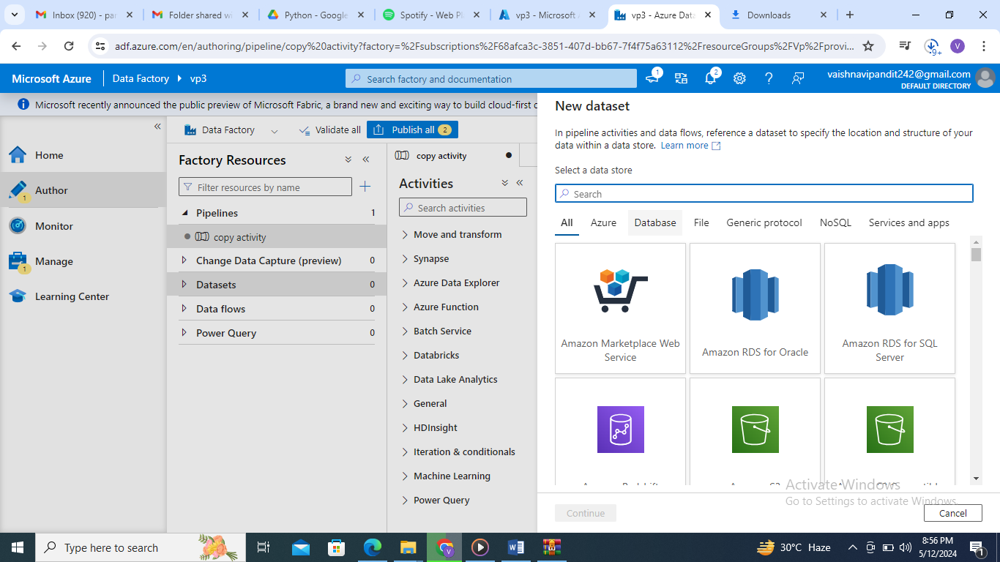 Inbox (920) - pa
Folder shared wi
Python - Google
Spotify - Web Pl
vp3 - Microsoft A
vp3 - Azure Data
Downloads
adf.azure.com/en/authoring/pipeline/copy%20activity?factory=%2Fsubscriptions%2F68afca3c-3851-407d-bb67-7f4f75a63112%2FresourceGroups%2FVp%2Fprovi...
9+
V
Microsoft Azure
Data Factory
vp3
Search factory and documentation
1
2
vaishnavipandit242@gmail.com
DEFAULT DIRECTORY
Microsoft recently announced the public preview of Microsoft Fabric, a brand new and exciting way to build cloud-first
Home
Author
1
Monitor
Manage
1
Learning Center
Data Factory
Validate all
Publish all
2
Factory Resources
Filter resources by name
Pipelines 1
copy activity
Change Data Capture (preview) 0
Datasets 0
Data flows 0
Power Query 0
copy activity
Activities
Search activities
Move and transform
Synapse
Azure Data Explorer
Azure Function
Batch Service
Databricks
Data Lake Analytics
General
HDInsight
Iteration & conditionals
Machine Learning
Power Query
New dataset
In pipeline activities and data flows, reference a dataset to specify the location and structure of your
data within a data store. Learn more
Select a data store
Search
All Azure Database File Generic protocol NoSQL Services and apps
Amazon Marketplace Web
Service
Amazon RDS for Oracle
Amazon RDS for SQL
Server
Activate Windows
Go to Settings to activate Windows.
Continue
Cancel
Type here to search
V
30°C Haze
8:56 PM
5/12/2024
1